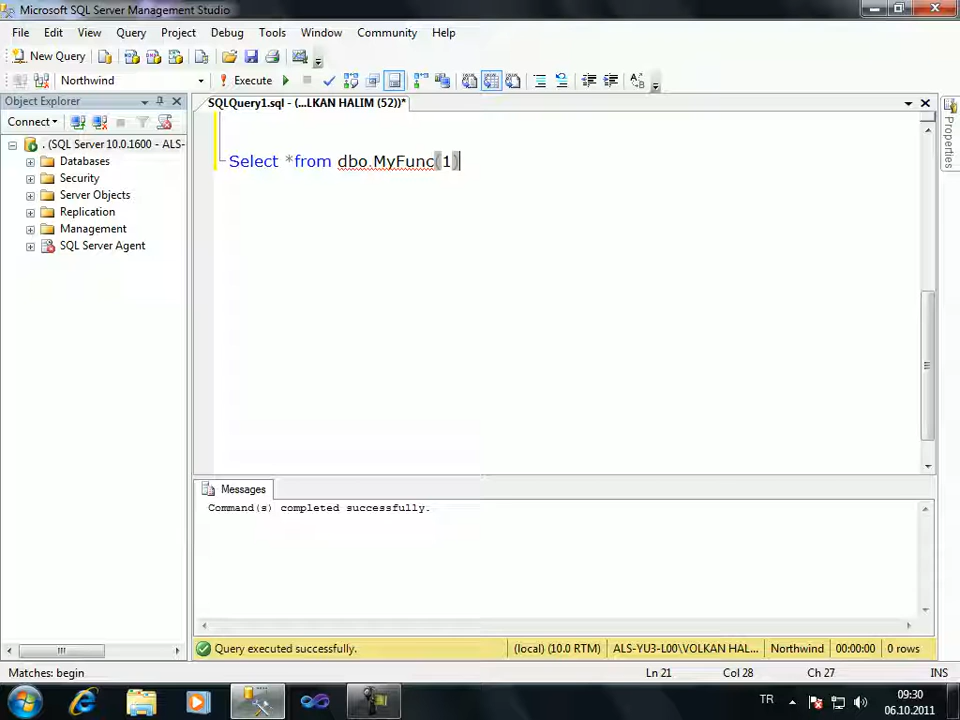 Microsoft SQL Server Management Studio
File Edit View Query Project Debug Tools Window Community Help
New Query
Northwind Execute
Object Explorer
SQLQuery1.sql - (...LKAN HALIM (52))*
Connect
. (SQL Server 10.0.1600 - ALS-
Databases
Security
Server Objects
Replication
Management
SQL Server Agent
Select *from dbo.MyFunc(1)
Properties
Messages
Command(s) completed successfully.
Query executed successfully. (local) (10.0 RTM) ALS-YU3-L00\VOLKAN HAL... Northwind 00:00:00 0 rows
Matches: begin Ln 21 Col 28 Ch 27 INS
TR 09:30
06.10.2011